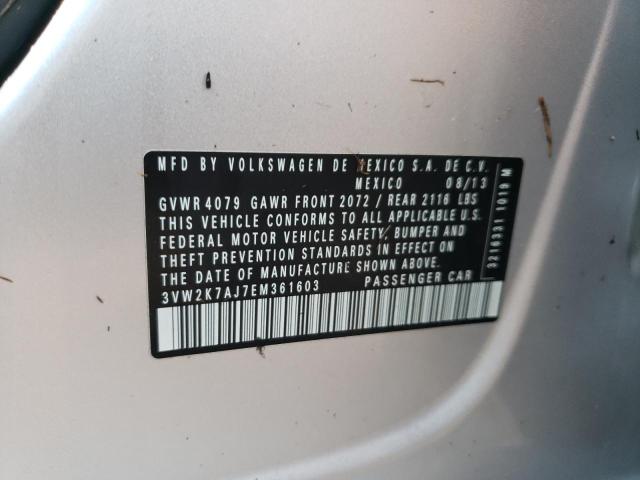 MFD BY VOLKSWAGEN DE MEXICO S.A. DE C.V.
MEXICO 08/13
GVWR 4079 GAWR FRONT 2072 / REAR 2116 LBS
THIS VEHICLE CONFORMS TO ALL APPLICABLE U.S.
FEDERAL MOTOR VEHICLE SAFETY, BUMPER AND
THEFT PREVENTION STANDARDS IN EFFECT ON
THE DATE OF MANUFACTURE SHOWN ABOVE.
3VW2K7AJ7EM361603 PASSENGER CAR
3216331 1019 M